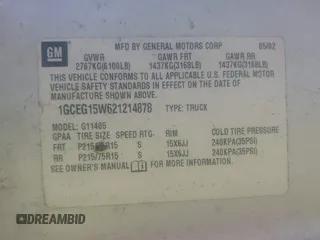 GM
MFD BY GENERAL MOTORS CORP 05/02
GVWR GAWR FRT GAWR RR
2767KG(6100LB) 1437KG(3168LB) 1437KG(3168LB)
THIS VEHICLE CONFORMS TO ALL APPLICABLE U.S. FEDERAL MOTOR
VEHICLE SAFETY STANDARDS IN
EFFECT ON THE DATE OF MANUFACTURE SHOWN ABOVE.
1GCEG15W621214878 TYPE: TRUCK
MODEL: G11405
GPAA TIRE SIZE SPEED RTG RIM COLD TIRE PRESSURE
FRT P215/75R15 S 15X6JJ 240KPA(35PSI)
RR P215/75R15 S 15X6JJ 240KPA(35PSI)
SEE OWNER'S MANUAL FOR
DREAMBID